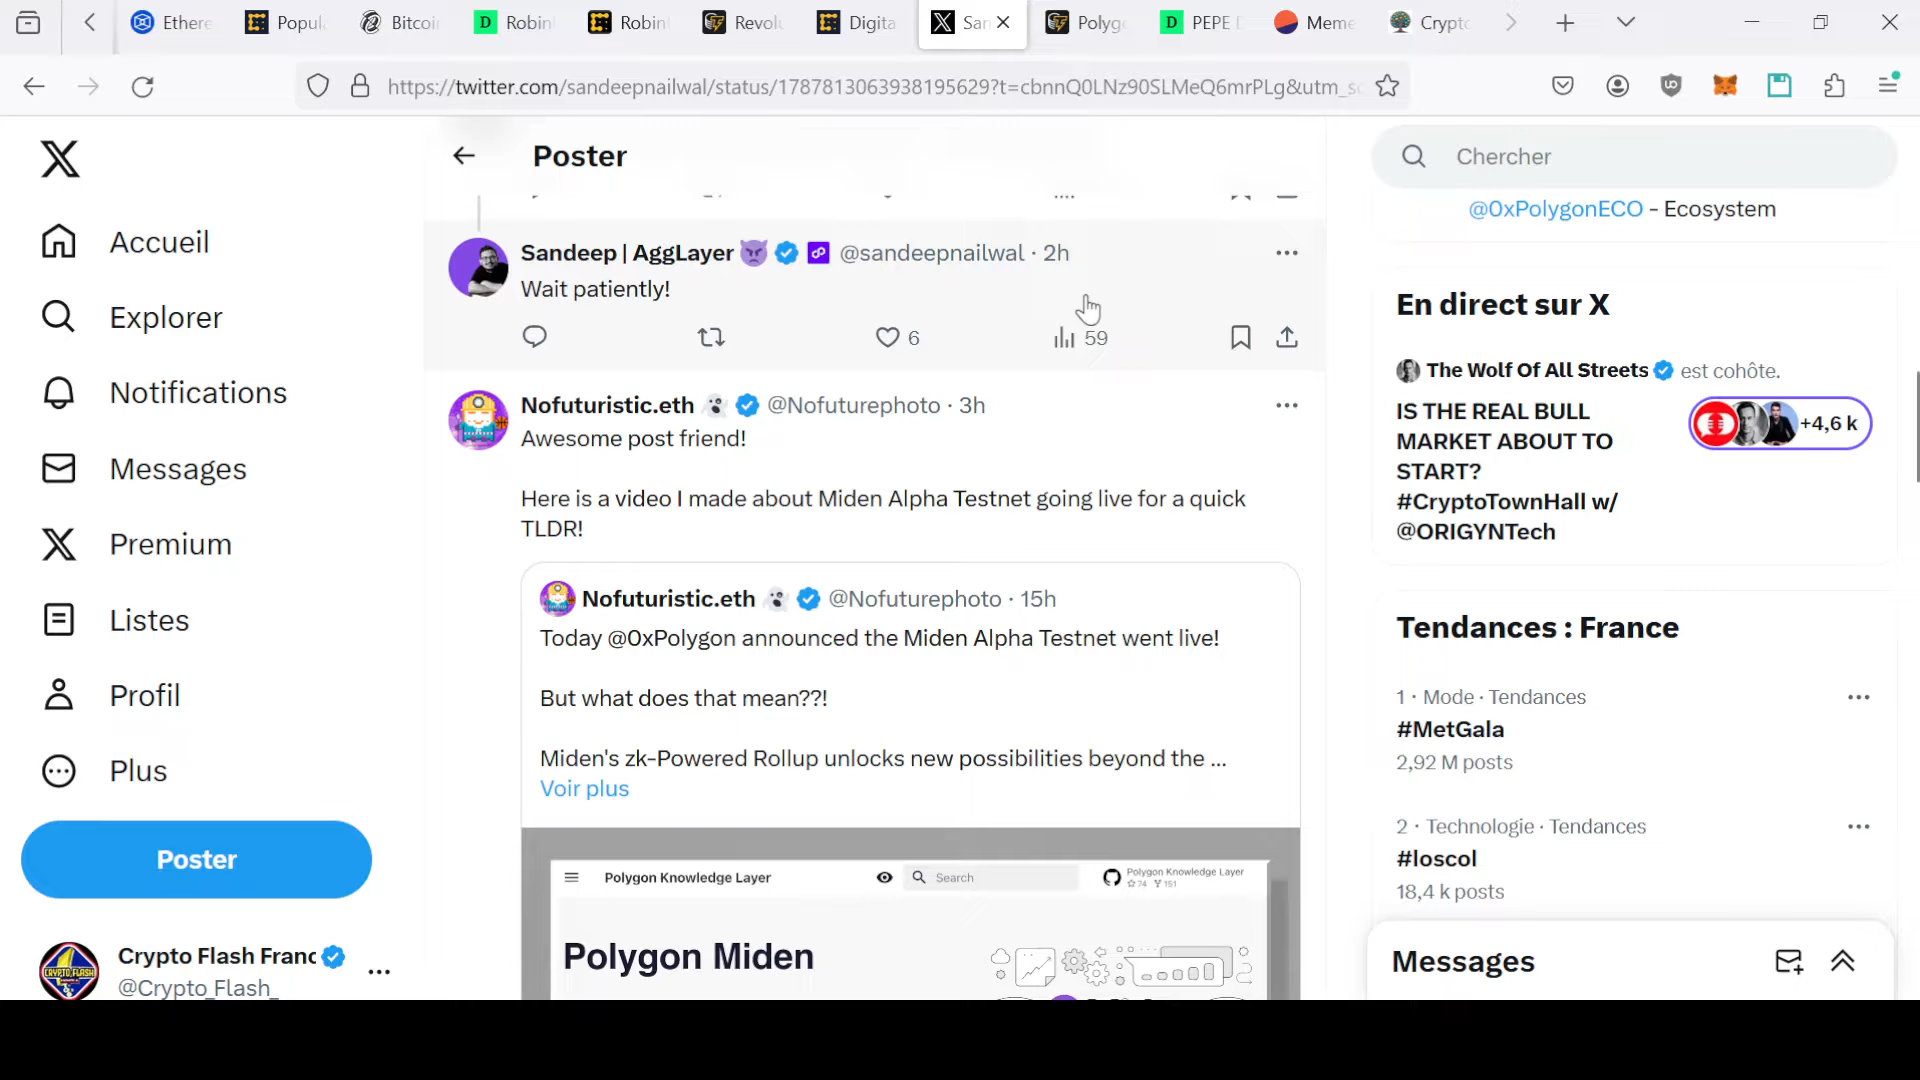 Ethere
Popul
Bitcoi
Robin
Robin
Revol
Digita
San
Polyg
PEPE
Meme
Crypto
https://twitter.com/sandeepnailwal/status/1787813063938195629?t=cbnnQ0LNz90SLMeQ6mrPLg&utm_so
Poster
Accueil
Explorer
Notifications
Messages
Premium
Listes
Profil
Plus
Poster
Crypto Flash Franc
@Crypto_Flash_
Sandeep | AggLayer @sandeepnailwal · 2h
Wait patiently!
6
59
Nofuturistic.eth @Nofuturephoto · 3h
Awesome post friend!
Here is a video I made about Miden Alpha Testnet going live for a quick
TLDR!
Nofuturistic.eth @Nofuturephoto · 15h
Today @0xPolygon announced the Miden Alpha Testnet went live!
But what does that mean??!
Miden's zk-Powered Rollup unlocks new possibilities beyond the ...
Voir plus
Polygon Knowledge Layer
Search
Polygon Knowledge Layer
74 151
Polygon Miden
Chercher
@0xPolygonECO - Ecosystem
En direct sur X
The Wolf Of All Streets est cohôte.
IS THE REAL BULL
MARKET ABOUT TO
START?
#CryptoTownHall w/
@ORIGYNTech
+4,6 k
Tendances : France
1 · Mode · Tendances
#MetGala
2,92 M posts
2 · Technologie · Tendances
#loscol
18,4 k posts
Messages